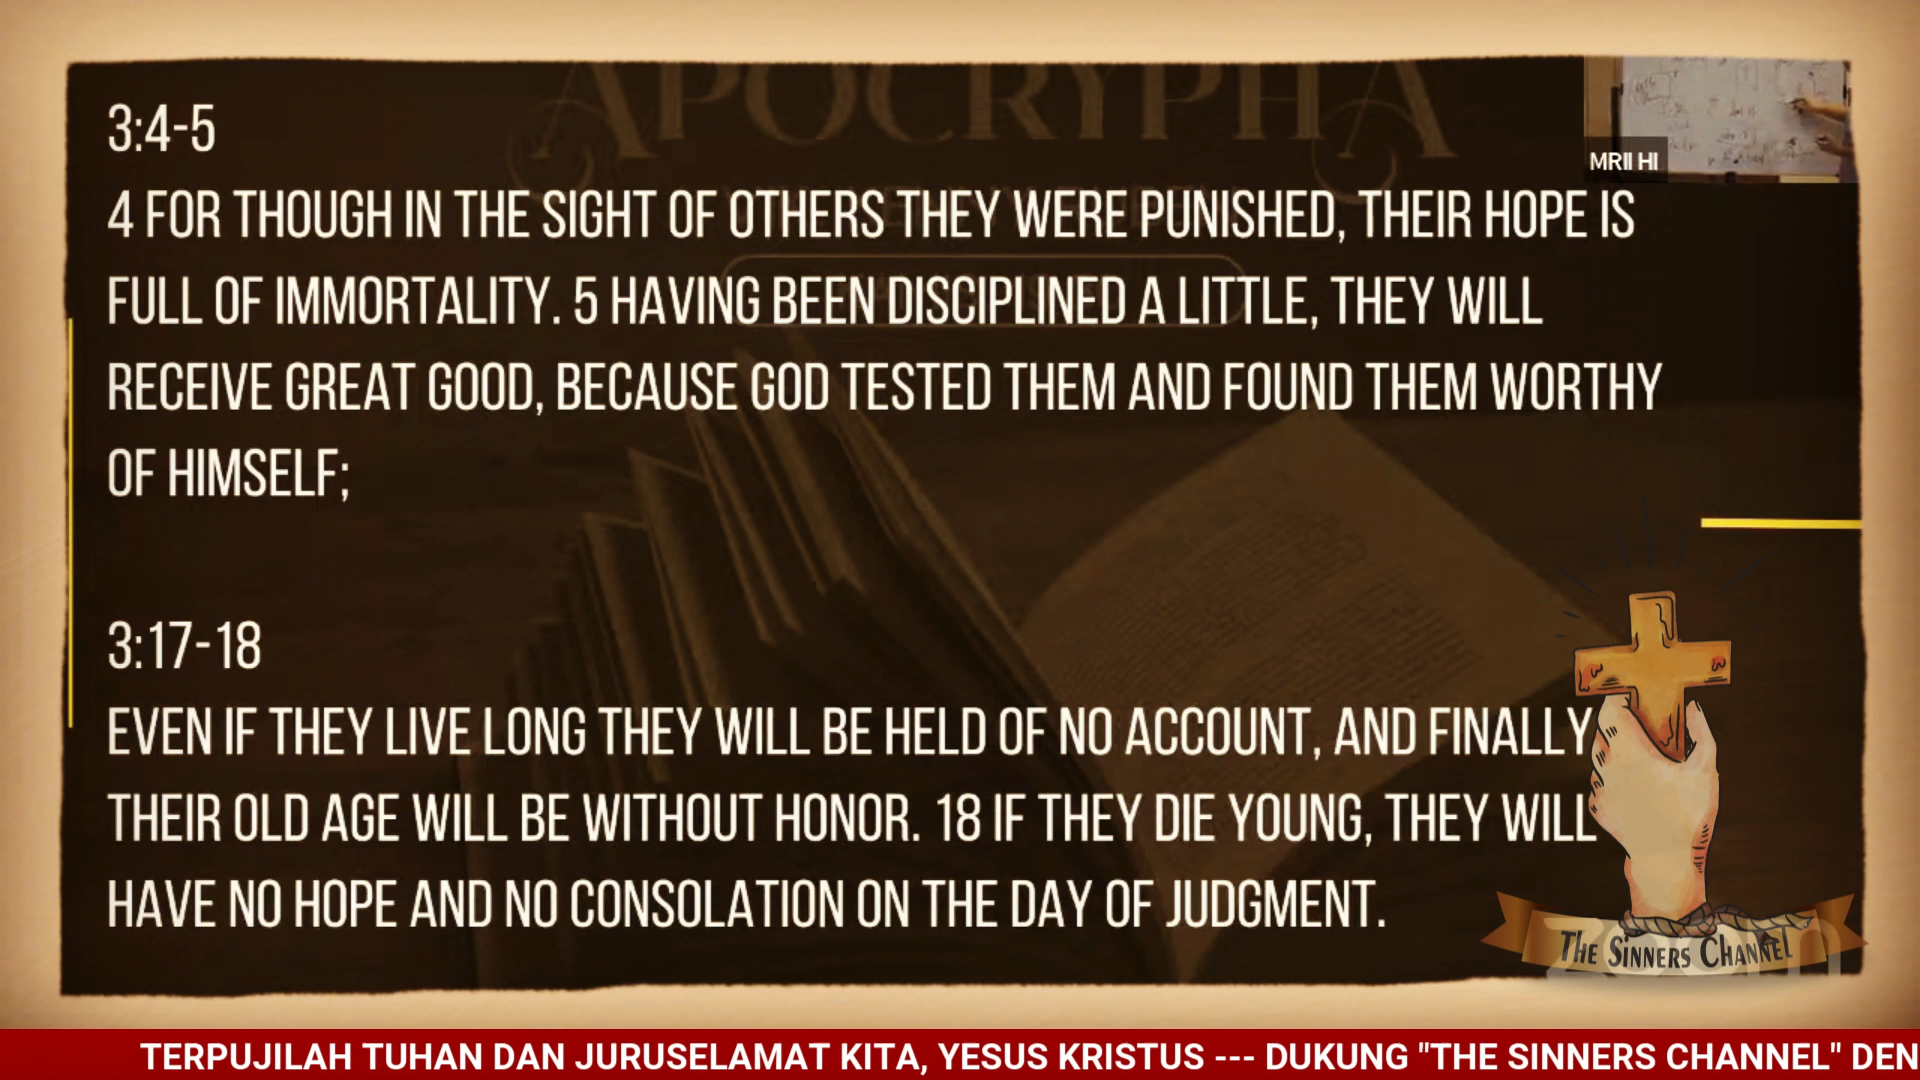 APOCRYPHA
3:4-5
MRII HI
4 FOR THOUGH IN THE SIGHT OF OTHERS THEY WERE PUNISHED, THEIR HOPE IS
FULL OF IMMORTALITY. 5 HAVING BEEN DISCIPLINED A LITTLE, THEY WILL
RECEIVE GREAT GOOD, BECAUSE GOD TESTED THEM AND FOUND THEM WORTHY
OF HIMSELF;
3:17-18
EVEN IF THEY LIVE LONG THEY WILL BE HELD OF NO ACCOUNT, AND FINALLY
THEIR OLD AGE WILL BE WITHOUT HONOR. 18 IF THEY DIE YOUNG, THEY WILL
HAVE NO HOPE AND NO CONSOLATION ON THE DAY OF JUDGMENT.
THE SINNERS CHANNEL
zoom
TERPUJILAH TUHAN DAN JURUSELAMAT KITA, YESUS KRISTUS --- DUKUNG "THE SINNERS CHANNEL" DEN